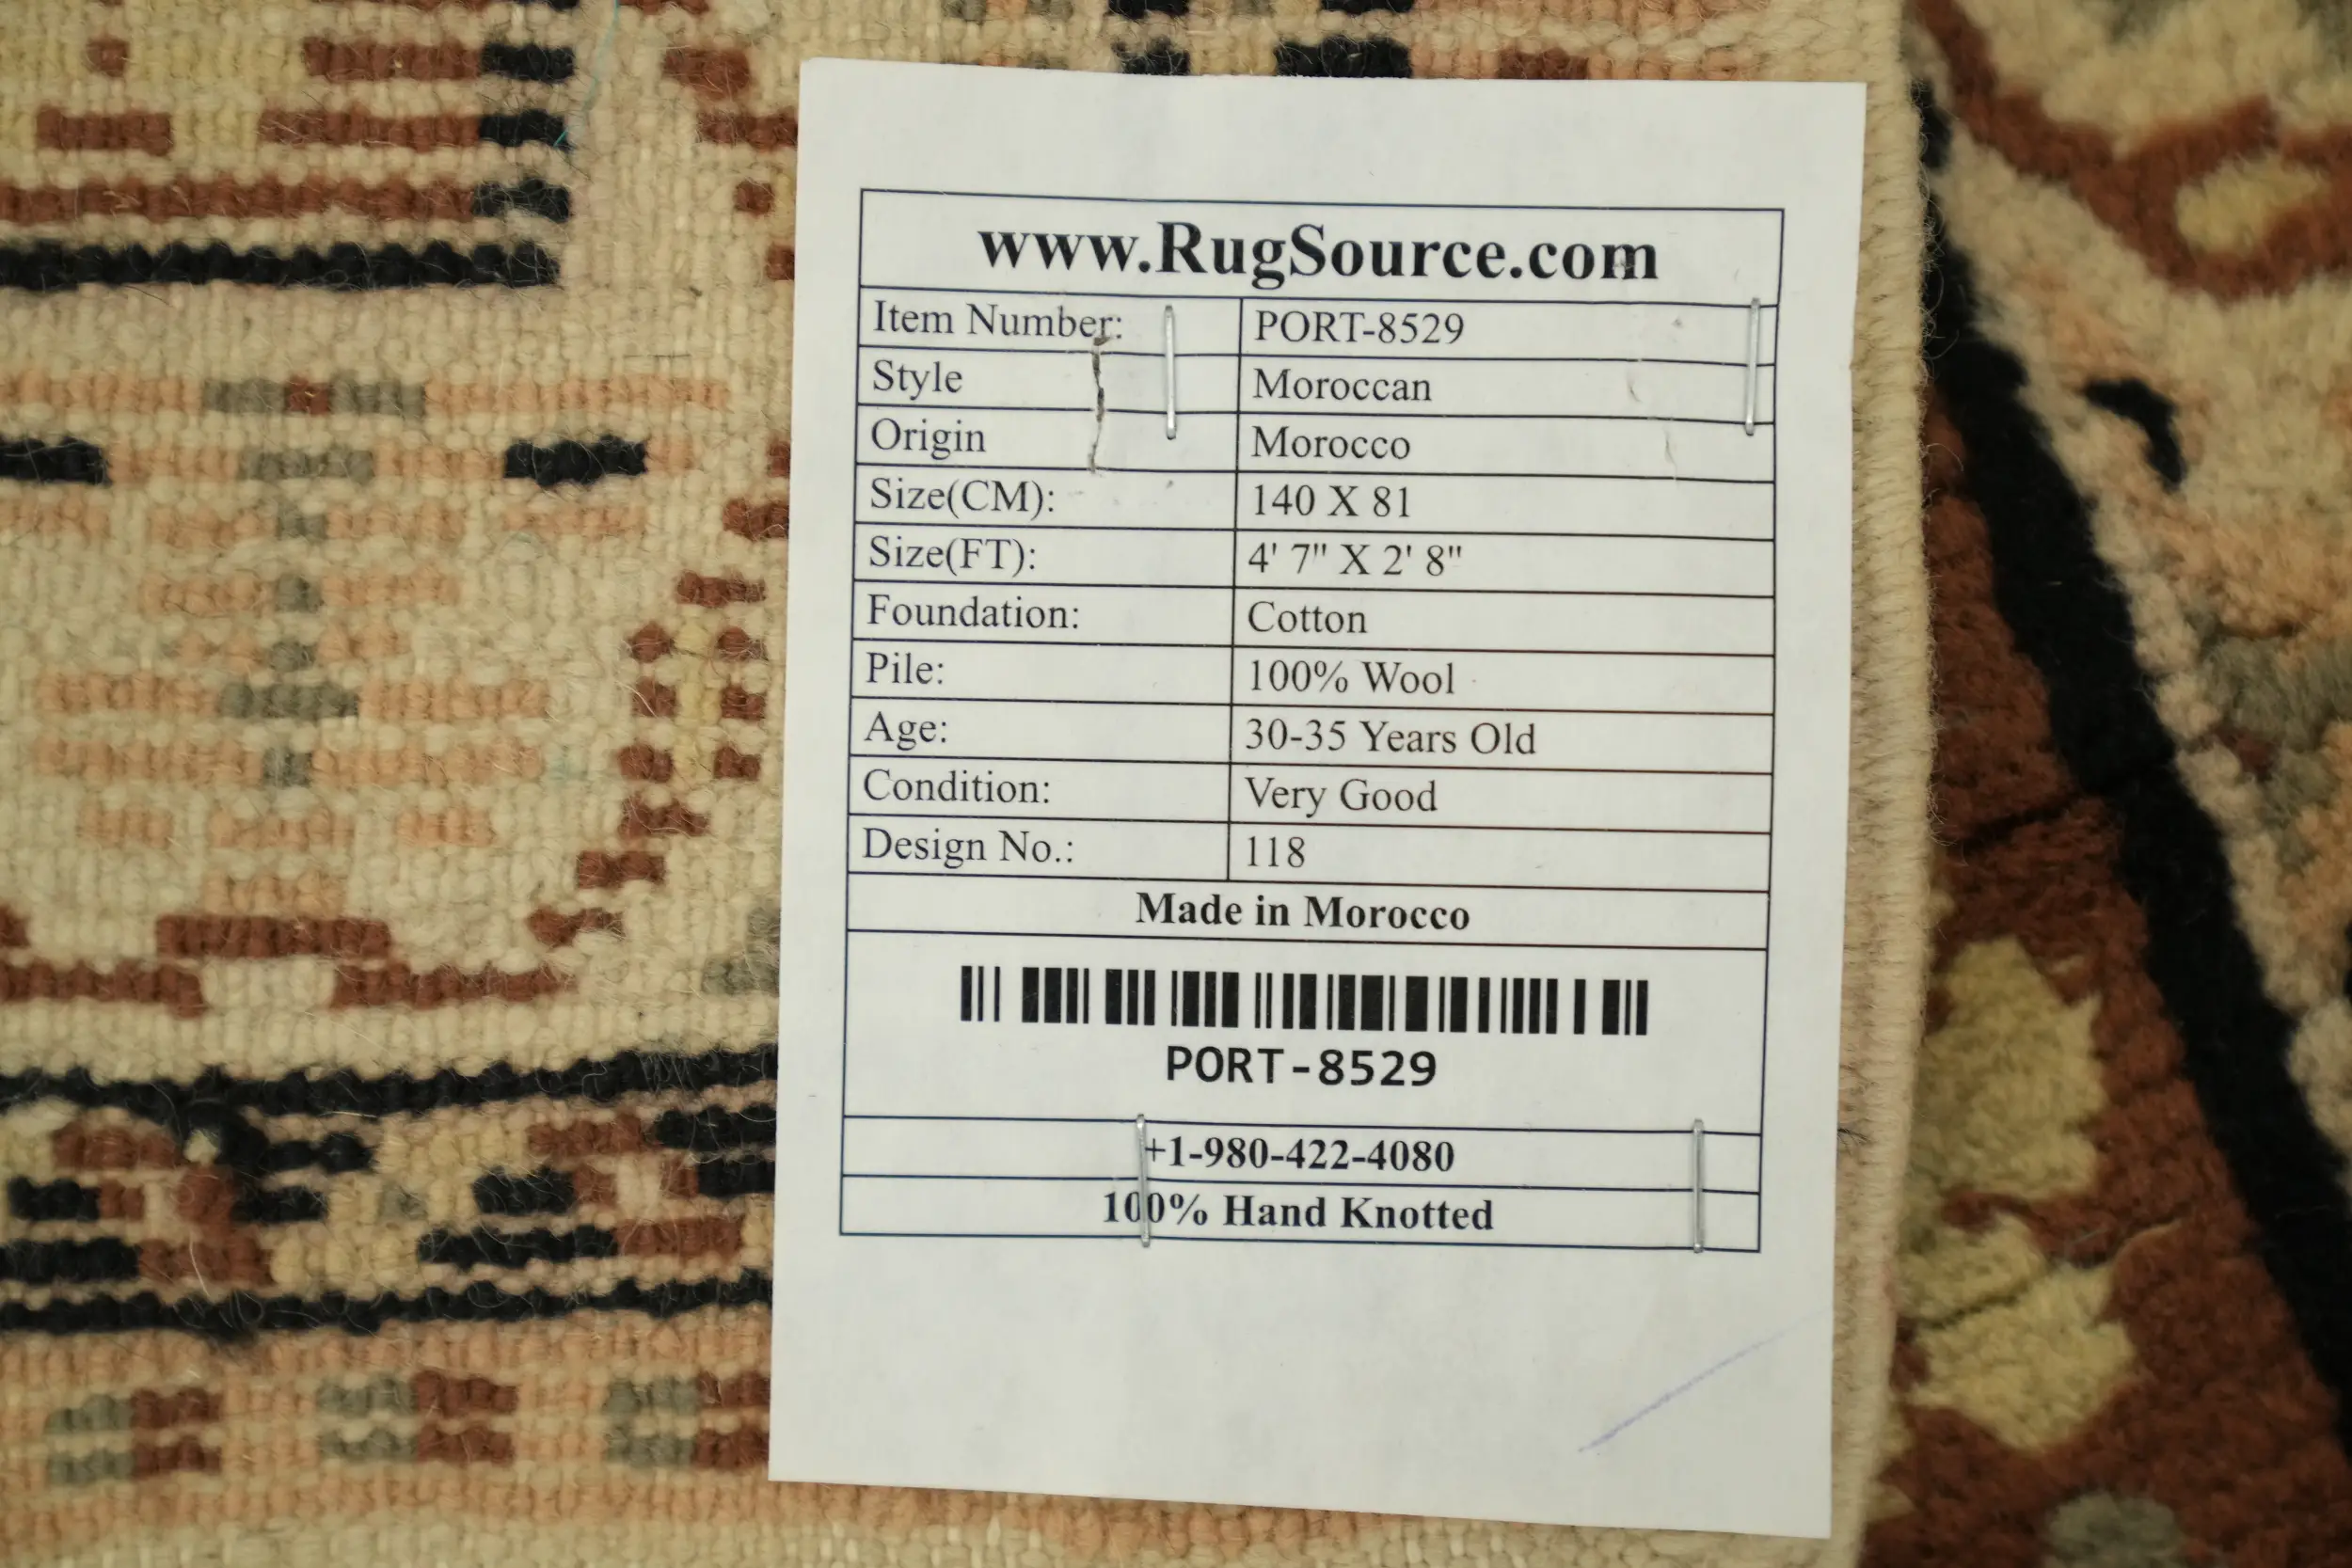 www.RugSource.com
Item Number: PORT-8529
Style Moroccan
Origin Morocco
Size(CM): 140 X 81
Size(FT): 4' 7" X 2' 8"
Foundation: Cotton
Pile: 100% Wool
Age: 30-35 Years Old
Condition: Very Good
Design No.: 118
Made in Morocco
PORT-8529
+1-980-422-4080
100% Hand Knotted